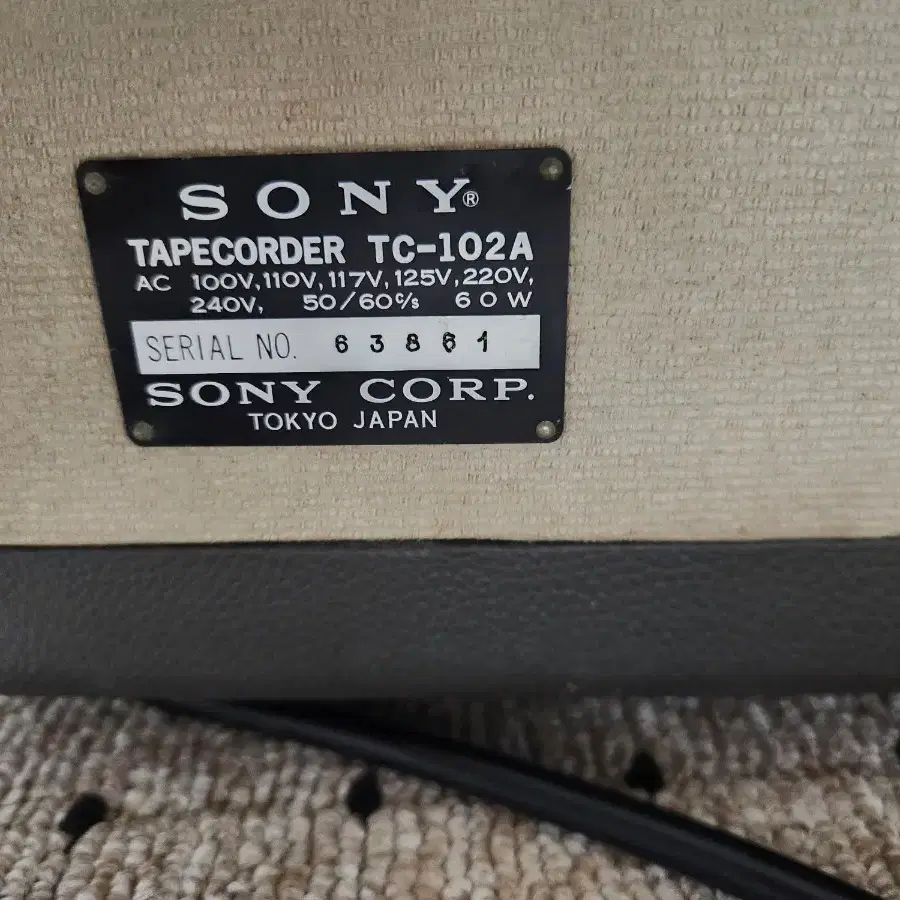 SONY®
TAPECORDER TC-102A
AC 100V, 110V, 117V, 125V, 220V,
240V, 50/60 c/s 60W
SERIAL NO. 63861
SONY CORP.
TOKYO JAPAN